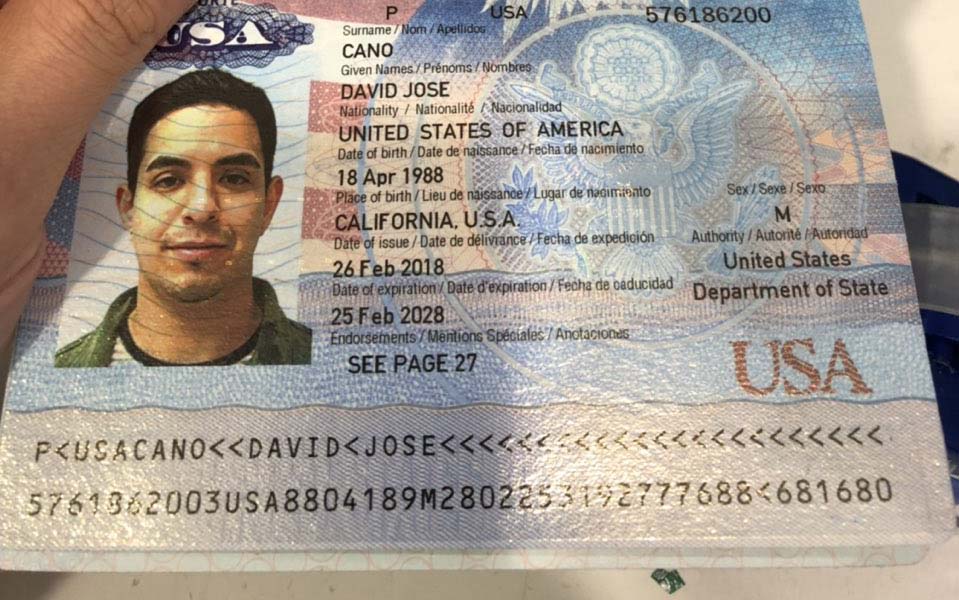 P USA 576186200
USA
Surname / Nom / Apellidos
CANO
Given Names / Prénoms / Nombres
DAVID JOSE
Nationality / Nationalité / Nacionalidad
UNITED STATES OF AMERICA
Date of birth / Date de naissance / Fecha de nacimiento
18 Apr 1988
Place of birth / Lieu de naissance / Lugar de nacimiento
CALIFORNIA, U.S.A.
Sex / Sexe / Sexo
M
Date of issue / Date de délivrance / Fecha de expedición
26 Feb 2018
Authority / Autorité / Autoridad
United States
Department of State
Date of expiration / Date d'expiration / Fecha de caducidad
25 Feb 2028
Endorsements / Mentions Spéciales / Anotaciones
SEE PAGE 27
USA
P<USACANO<<DAVID<JOSE<<<<<<<<<<<<<<<<<<<<<<<
5761862003USA8804189M2802253192777688<681680